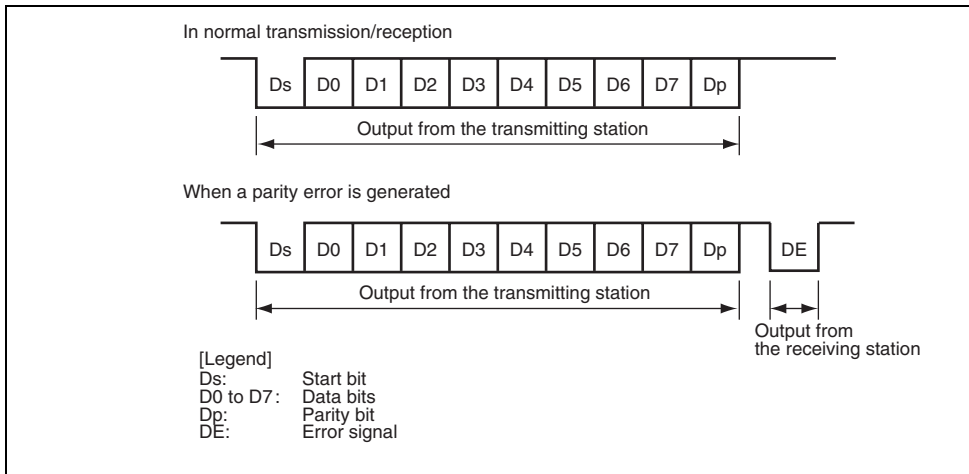 In normal transmission/reception
Ds D0 D1 D2 D3 D4 D5 D6 D7 Dp
Output from the transmitting station
When a parity error is generated
Ds D0 D1 D2 D3 D4 D5 D6 D7 Dp DE
Output from the transmitting station
Output from
the receiving station
[Legend]
Ds: Start bit
D0 to D7: Data bits
Dp: Parity bit
DE: Error signal